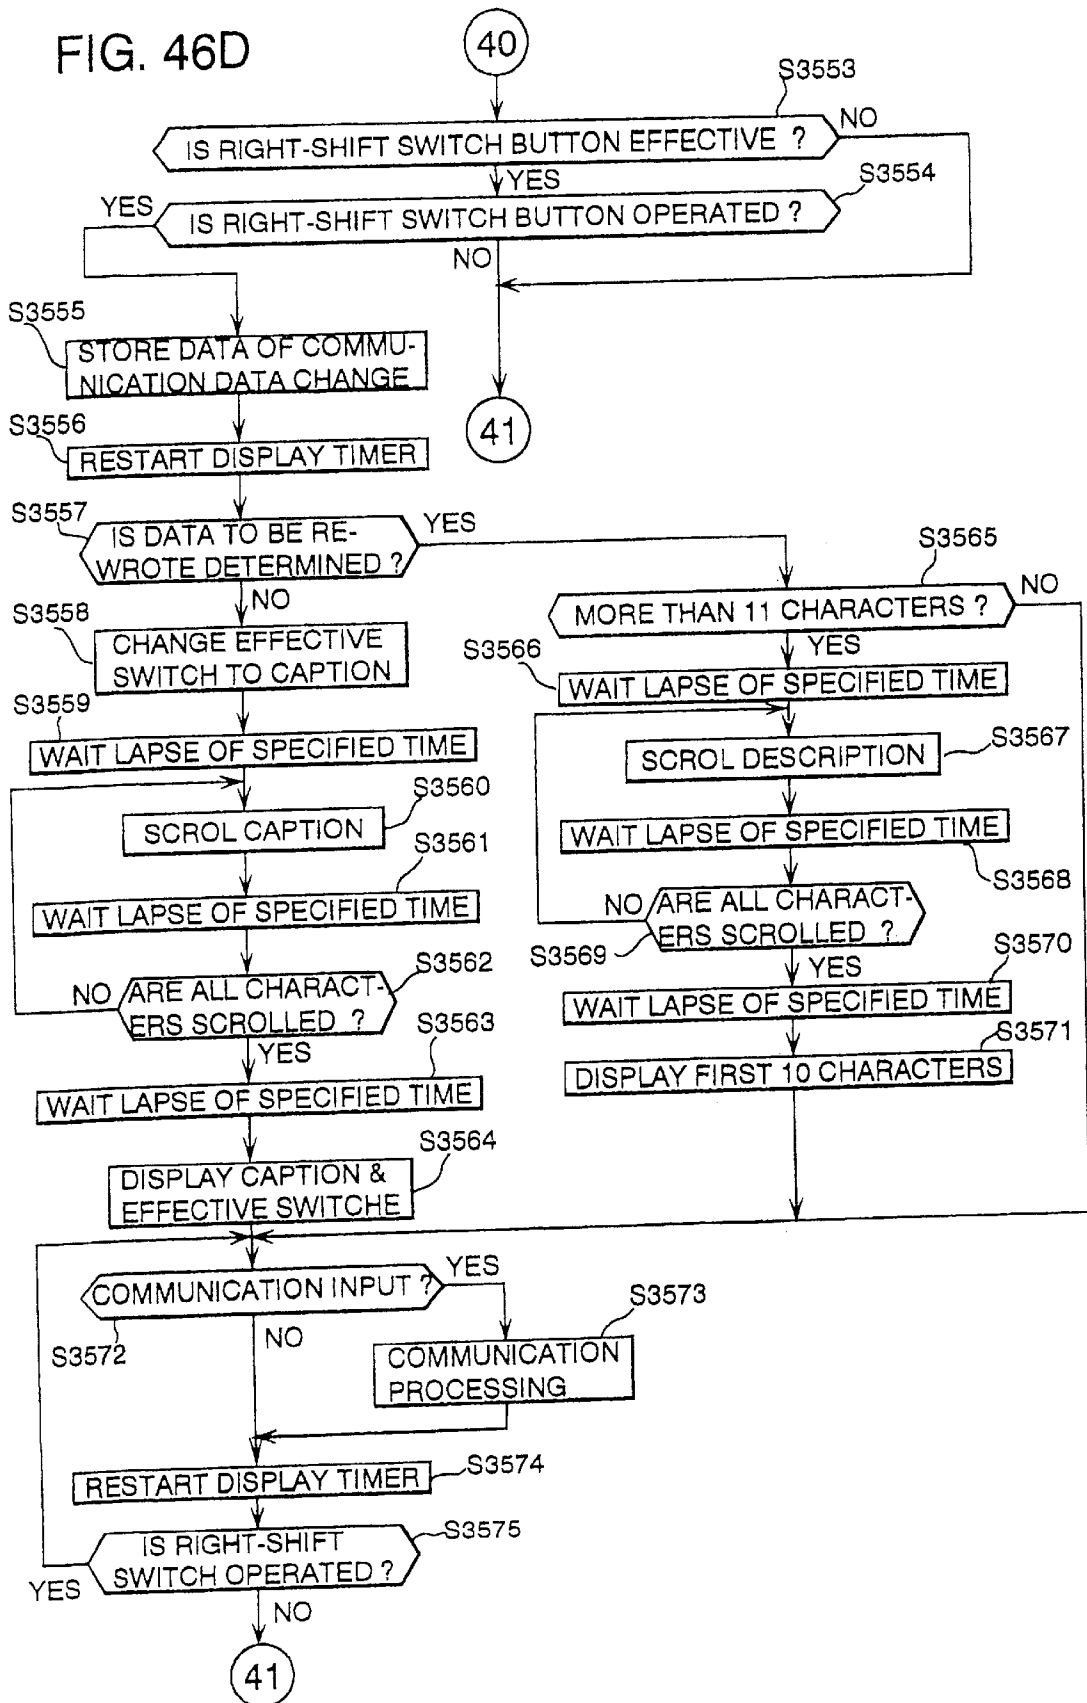 FIG. 46D
40
S3553
IS RIGHT-SHIFT SWITCH BUTTON EFFECTIVE ?
NO
YES
S3554
YES
IS RIGHT-SHIFT SWITCH BUTTON OPERATED ?
NO
S3555
STORE DATA OF COMMU-
NICATION DATA CHANGE
41
S3556
RESTART DISPLAY TIMER
S3557
IS DATA TO BE RE-
WROTE DETERMINED ?
YES
NO
S3558
CHANGE EFFECTIVE
SWITCH TO CAPTION
S3559
WAIT LAPSE OF SPECIFIED TIME
S3560
SCROL CAPTION
S3561
WAIT LAPSE OF SPECIFIED TIME
S3562
NO
ARE ALL CHARACT-
ERS SCROLLED ?
YES
S3563
WAIT LAPSE OF SPECIFIED TIME
S3564
DISPLAY CAPTION &
EFFECTIVE SWITCHE
S3565
MORE THAN 11 CHARACTERS ?
NO
YES
S3566
WAIT LAPSE OF SPECIFIED TIME
SCROL DESCRIPTION
S3567
WAIT LAPSE OF SPECIFIED TIME
S3568
NO
ARE ALL CHARACT-
ERS SCROLLED ?
S3569
YES
S3570
WAIT LAPSE OF SPECIFIED TIME
S3571
DISPLAY FIRST 10 CHARACTERS
COMMUNICATION INPUT ?
YES
S3572
NO
S3573
COMMUNICATION
PROCESSING
RESTART DISPLAY TIMER
S3574
IS RIGHT-SHIFT
SWITCH OPERATED ?
S3575
YES
NO
41